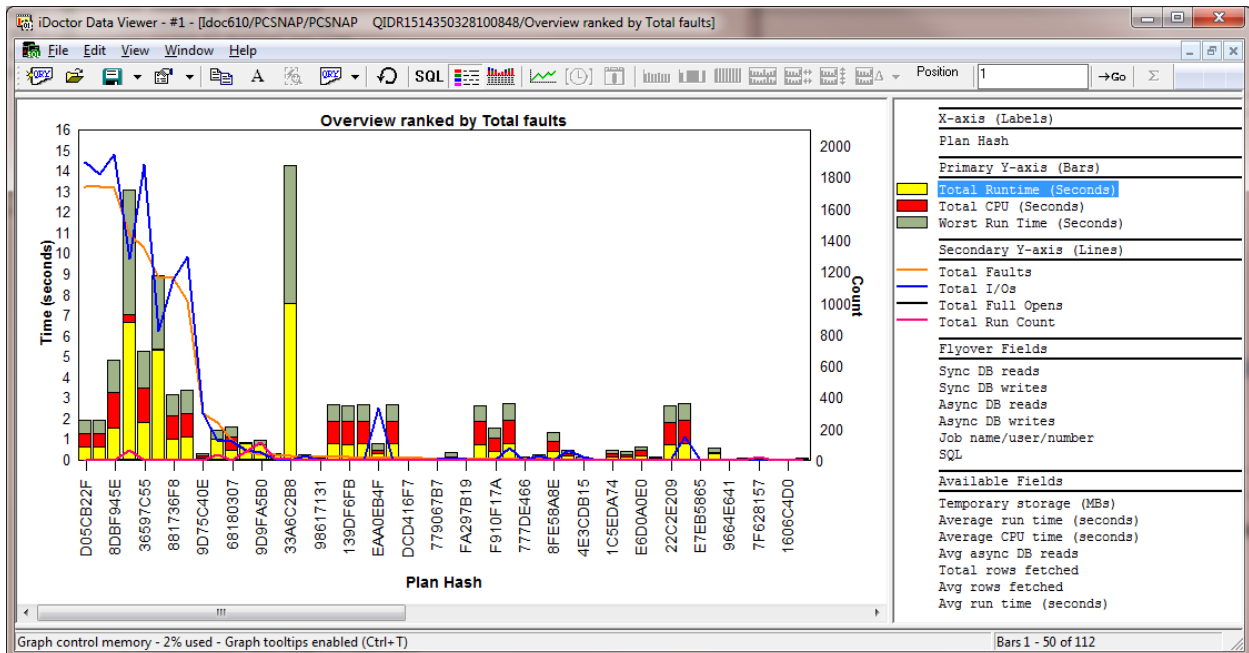 iDoctor Data Viewer - #1 - [Idoc610/PCSNAP/PCSNAP QIDR1514350328100848/Overview ranked by Total faults]
File Edit View Window Help
QRY A QRY SQL Position 1 →Go Σ
Overview ranked by Total faults
16
15
14
13
12
11
10
9
8
7
6
5
4
3
2
1
0
Time (seconds)
2000
1800
1600
1400
1200
1000
800
600
400
200
0
Count
D05CB22F
8DBF945E
36597C55
881736F8
9D75C40E
68180307
9D9FA5B0
33A6C2B8
98617131
139DF6FB
EAA0EB4F
DCD416F7
779067B7
FA297B19
F910F17A
777DE466
8FE58A8E
4E3CDB15
1C5EDA74
E6D0A0E0
22C2E209
E7EB5865
9664E641
7F628157
1606C4D0
Plan Hash
X-axis (Labels)
Plan Hash
Primary Y-axis (Bars)
Total Runtime (Seconds)
Total CPU (Seconds)
Worst Run Time (Seconds)
Secondary Y-axis (Lines)
Total Faults
Total I/Os
Total Full Opens
Total Run Count
Flyover Fields
Sync DB reads
Sync DB writes
Async DB reads
Async DB writes
Job name/user/number
SQL
Available Fields
Temporary storage (MBs)
Average run time (seconds)
Average CPU time (seconds)
Avg async DB reads
Total rows fetched
Avg rows fetched
Avg run time (seconds)
Graph control memory - 2% used - Graph tooltips enabled (Ctrl+T)
Bars 1 - 50 of 112